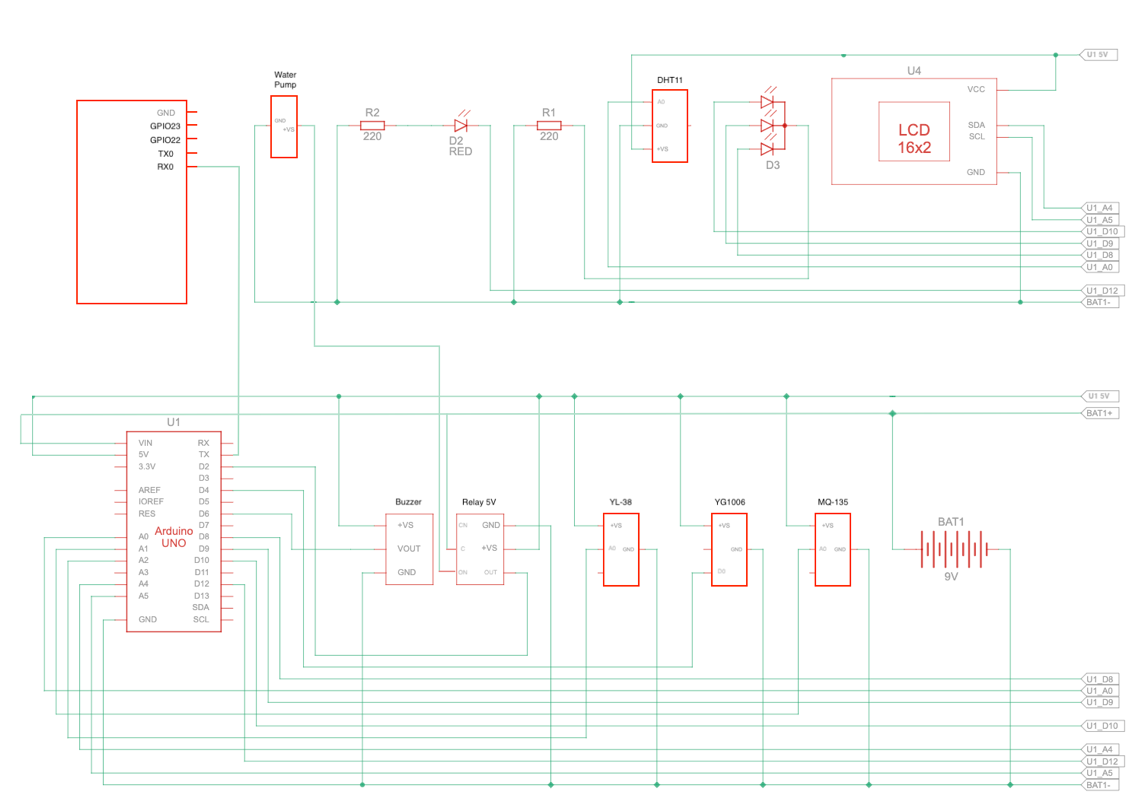 U1 5V
U4
Water
Pump
DHT11
VCC
GND
GPIO23
GPIO22
TX0
RX0
GND
+VS
R2
220
D2
RED
R1
220
A0
GND
+VS
D3
LCD
16x2
SDA
SCL
GND
U1_A4
U1_A5
U1_D10
U1_D9
U1_D8
U1_A0
U1_D12
BAT1-
U1 5V
BAT1+
U1
VIN
5V
3.3V
AREF
IOREF
RES
A0
A1
A2
A3
A4
A5
GND
Arduino
UNO
RX
TX
D2
D3
D4
D5
D6
D7
D8
D9
D10
D11
D12
D13
SDA
SCL
Buzzer
+VS
VOUT
GND
Relay 5V
CN
C
ON
GND
+VS
OUT
YL-38
+VS
A0
GND
YG1006
+VS
GND
D0
MQ-135
+VS
A0
GND
BAT1
9V
U1_D8
U1_A0
U1_D9
U1_D10
U1_A4
U1_D12
U1_A5
BAT1-